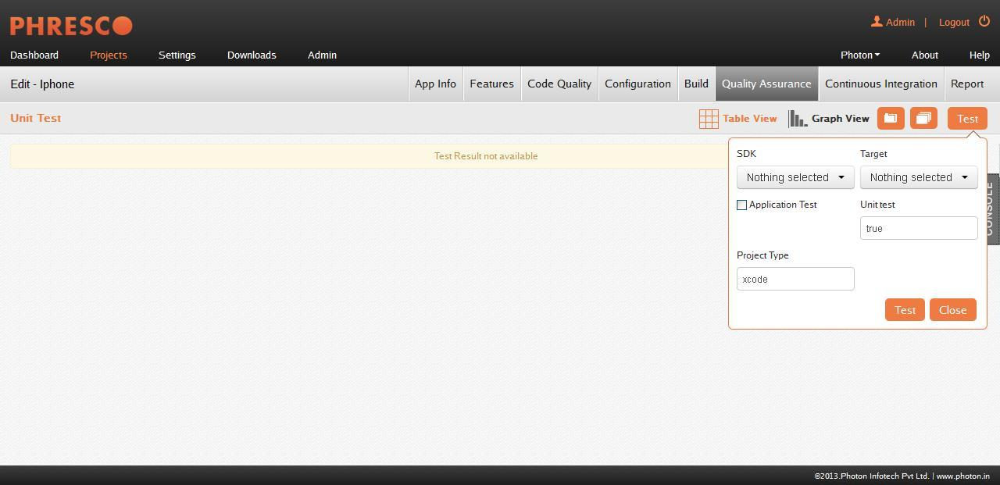 PHRESCO
Admin | Logout
Dashboard Projects Settings Downloads Admin Photon About Help
Edit - Iphone App Info Features Code Quality Configuration Build Quality Assurance Continuous Integration Report
Unit Test Table View Graph View Test
Test Result not available
SDK Target
Nothing selected Nothing selected
Application Test Unit test
true
CONSOLE
Project Type
xcode
Test Close
©2013.Photon Infotech Pvt Ltd. | www.photon.in